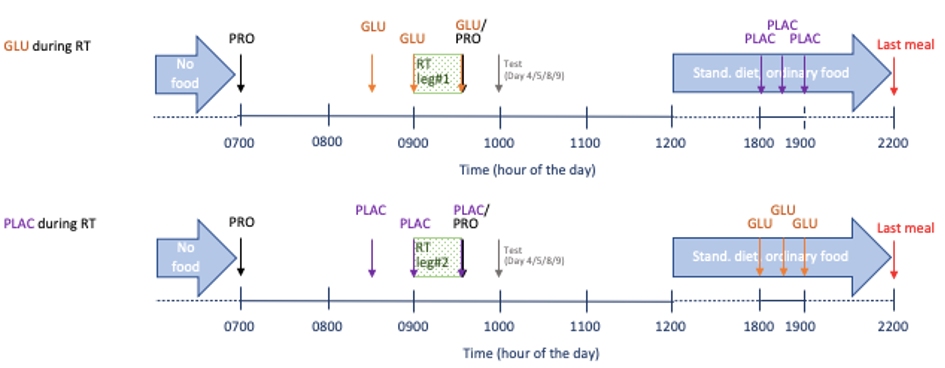 GLU during RT
PRO
GLU
GLU
GLU/
PRO
PLAC
PLAC
PLAC
Last meal
No
food
RT
leg#1
Test
(Day 4/5/8/9)
Stand. diet, ordinary food
0700
0800
0900
1000
1100
1200
1800
1900
2200
Time (hour of the day)
PLAC during RT
PRO
PLAC
PLAC
PLAC/
PRO
GLU
GLU
GLU
Last meal
No
food
RT
leg#2
Test
(Day 4/5/8/9)
Stand. diet, ordinary food
0700
0800
0900
1000
1100
1200
1800
1900
2200
Time (hour of the day)